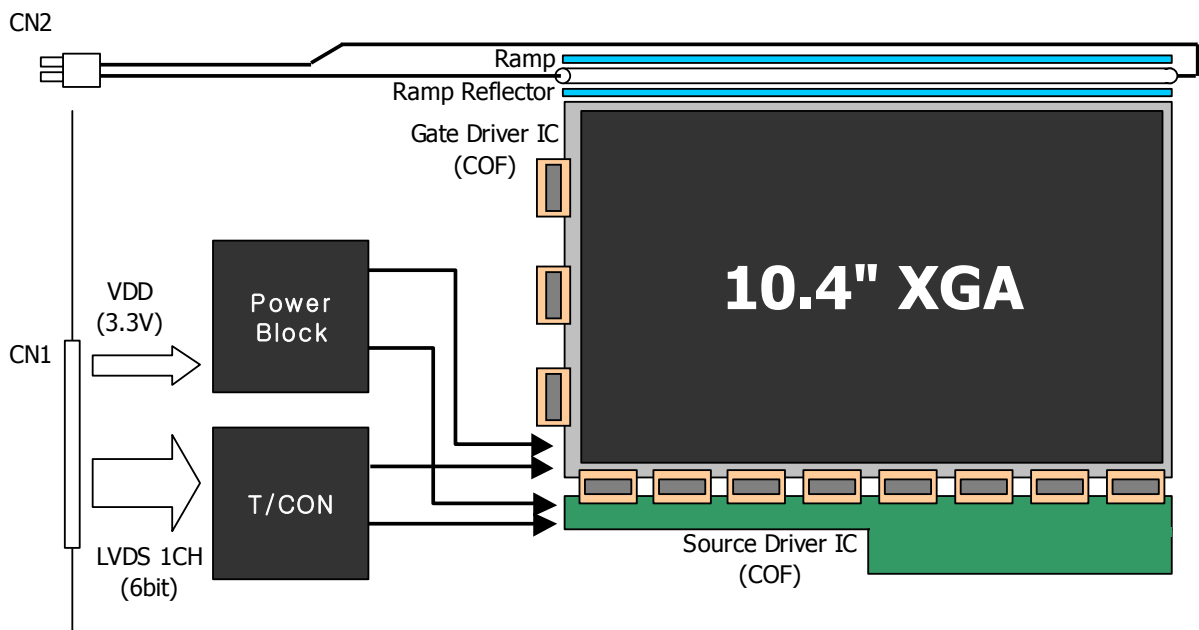 CN2
Ramp
Ramp Reflector
Gate Driver IC
(COF)
10.4" XGA
VDD
(3.3V)
Power
Block
CN1
T/CON
LVDS 1CH
(6bit)
Source Driver IC
(COF)